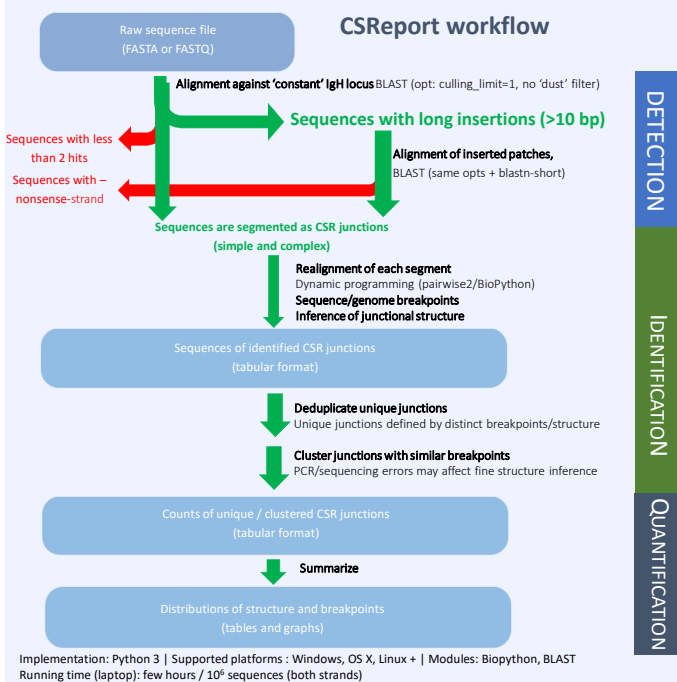 CSReport workflow
Raw sequence file
(FASTA or FASTQ)
Alignment against ‘constant’ IgH locus BLAST (opt: culling_limit=1, no ‘dust’ filter)
Sequences with long insertions (>10 bp)
Sequences with less
than 2 hits
Alignment of inserted patches,
BLAST (same opts + blastn-short)
Sequences with –
nonsense-strand
DETECTION
Sequences are segmented as CSR junctions
(simple and complex)
Realignment of each segment
Dynamic programming (pairwise2/BioPython)
Sequence/genome breakpoints
Inference of junctional structure
Sequences of identified CSR junctions
(tabular format)
IDENTIFICATION
Deduplicate unique junctions
Unique junctions defined by distinct breakpoints/structure
Cluster junctions with similar breakpoints
PCR/sequencing errors may affect fine structure inference
Counts of unique / clustered CSR junctions
(tabular format)
QUANTIFICATION
Summarize
Distributions of structure and breakpoints
(tables and graphs)
Implementation: Python 3 | Supported platforms : Windows, OS X, Linux + | Modules: Biopython, BLAST
Running time (laptop): few hours / 10⁶ sequences (both strands)